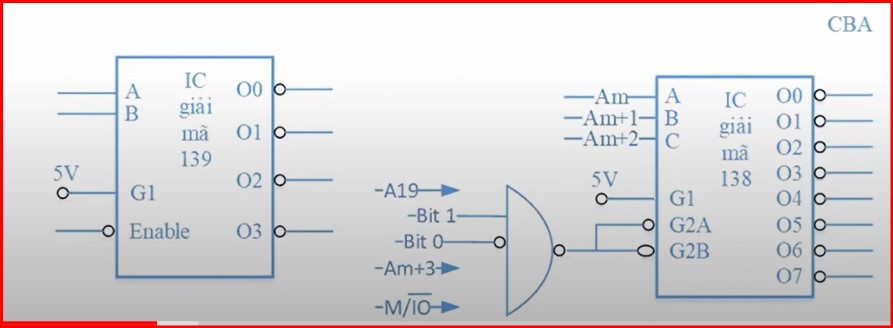 CBA
A
B
5V
G1
Enable
IC
giải
mã
139
O0
O1
O2
O3
-A19
-Bit 1
-Bit 0
-Am+3
-M/I̅O̅
Am
Am+1
Am+2
5V
A
B
C
G1
G2A
G2B
IC
giải
mã
138
O0
O1
O2
O3
O4
O5
O6
O7